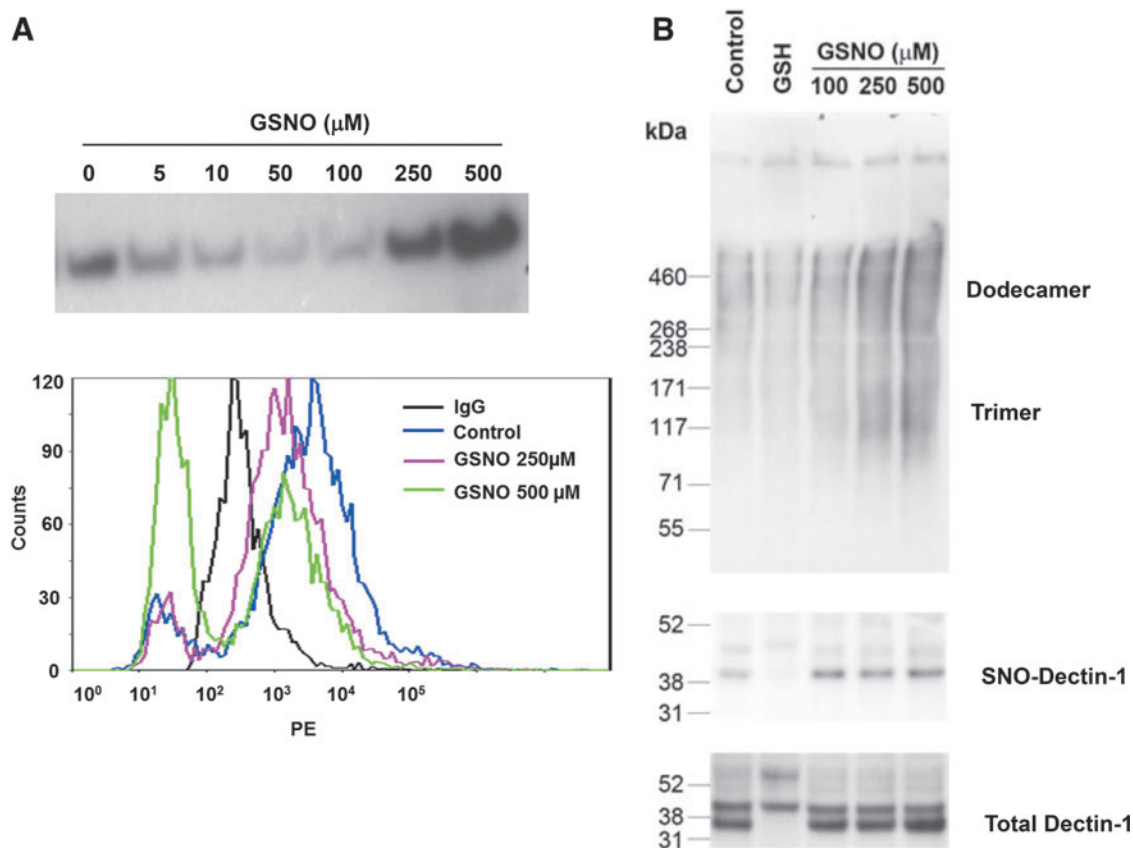 A
GSNO (μM)
0 5 10 50 100 250 500
120
90
60
30
0
Counts
IgG
Control
GSNO 250μM
GSNO 500 μM
10⁰ 10¹ 10² 10³ 10⁴ 10⁵
PE
B
Control
GSH
GSNO (μM)
100 250 500
kDa
460
268
238
171
117
71
55
Dodecamer
Trimer
52
38
31
SNO-Dectin-1
52
38
31
Total Dectin-1